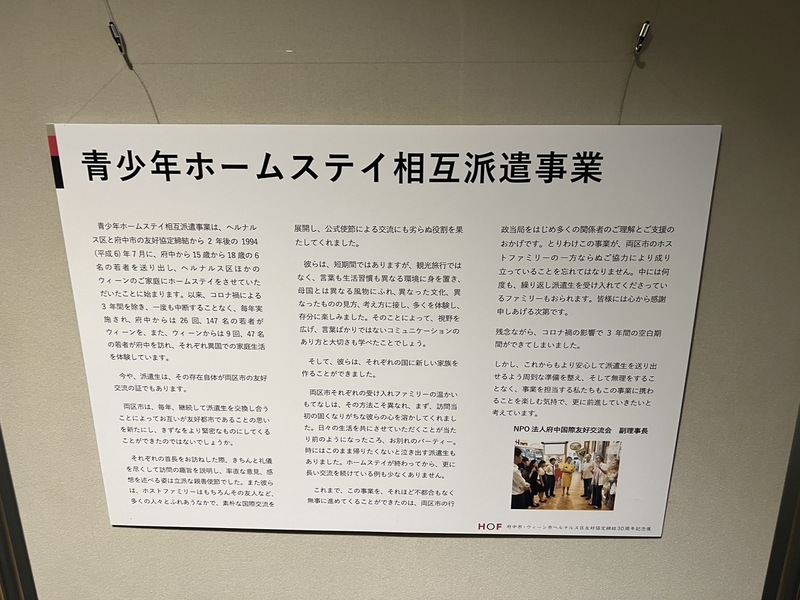 青少年ホームステイ相互派遣事業
青少年ホームステイ相互派遣事業は、ヘルナル
ス区と府中市の友好協定締結から 2 年後の 1994
(平成 6) 年 7 月に、府中から 15 歳から 18 歳の 6
名の若者を送り出し、ヘルナルス区ほかの
ウィーンのご家庭にホームステイをさせていた
だいたことに始まります。以来、コロナ禍による
3 年間を除き、一度も中断することなく、毎年実
施され、府中からは 26 回、147 名の若者が
ウィーンを、また、ウィーンからは 9 回、47 名
の若者が府中を訪れ、それぞれ異国での家庭生活
を体験しています。
今や、派遣生は、その存在自体が両区市の友好
交流の証でもあります。
両区市は、毎年、継続して派遣生を交換し合う
ことによってお互いが友好都市であることの思い
を新たにし、きずなをより緊密なものにしてくる
ことができたのではないでしょうか。
それぞれの首長をお訪ねした際、きちんと礼儀
を尽くして訪問の趣旨を説明し、率直な意見、感
想を述べる姿は立派な親善使節でした。また彼ら
は、ホストファミリーはもちろんその友人など、
多くの人々とふれあうなかで、素朴な国際交流を
展開し、公式使節による交流にも劣らぬ役割を果
たしてくれました。
彼らは、短期間ではありますが、観光旅行では
なく、言葉も生活習慣も異なる環境に身を置き、
母国とは異なる風物にふれ、異なった文化、異
なったものの見方、考え方に接し、多くを体験し、
存分に楽しみました。そのことによって、視野を
広げ、言葉ばかりではないコミュニケーションの
あり方と大切さも学べたことでしょう。
そして、彼らは、それぞれの国に新しい家族を
作ることができました。
両区市それぞれの受け入れファミリーの温かい
もてなしは、その方法こそ異なれ、まず、訪問当
初の固くなりがちな彼らの心を溶かしてくれまし
た。日々の生活を共にさせていただくことが当た
り前のようになったころ、お別れのパーティー。
時にはこのまま帰りたくないと泣き出す派遣生も
ありました。ホームステイが終わってから、更に
長い交流を続けている例も少なくありません。
これまで、この事業を、それほど不都合もなく
無事に進めてくることができたのは、両区市の行
政当局をはじめ多くの関係者のご理解とご支援の
おかげです。とりわけこの事業が、両区市のホス
トファミリーの一方ならぬご協力により成り
立っていることを忘れてはなりません。中には何
度も、繰り返し派遣生を受け入れてくださってい
るファミリーもおられます。皆様には心から感謝
申しあげる次第です。
残念ながら、コロナ禍の影響で 3 年間の空白期
間ができてしまいました。
しかし、これからもより安心して派遣生を送り出
せるよう周到な準備を整え、そして無理をするこ
となく、事業を担当する私たちもこの事業に携わ
ることを楽しむ気持で、更に前進していきたいと
考えています。
NPO 法人府中国際友好交流会 副理事長
HOF 府中市・ウィーン市ヘルナルス区友好協定締結30周年記念展